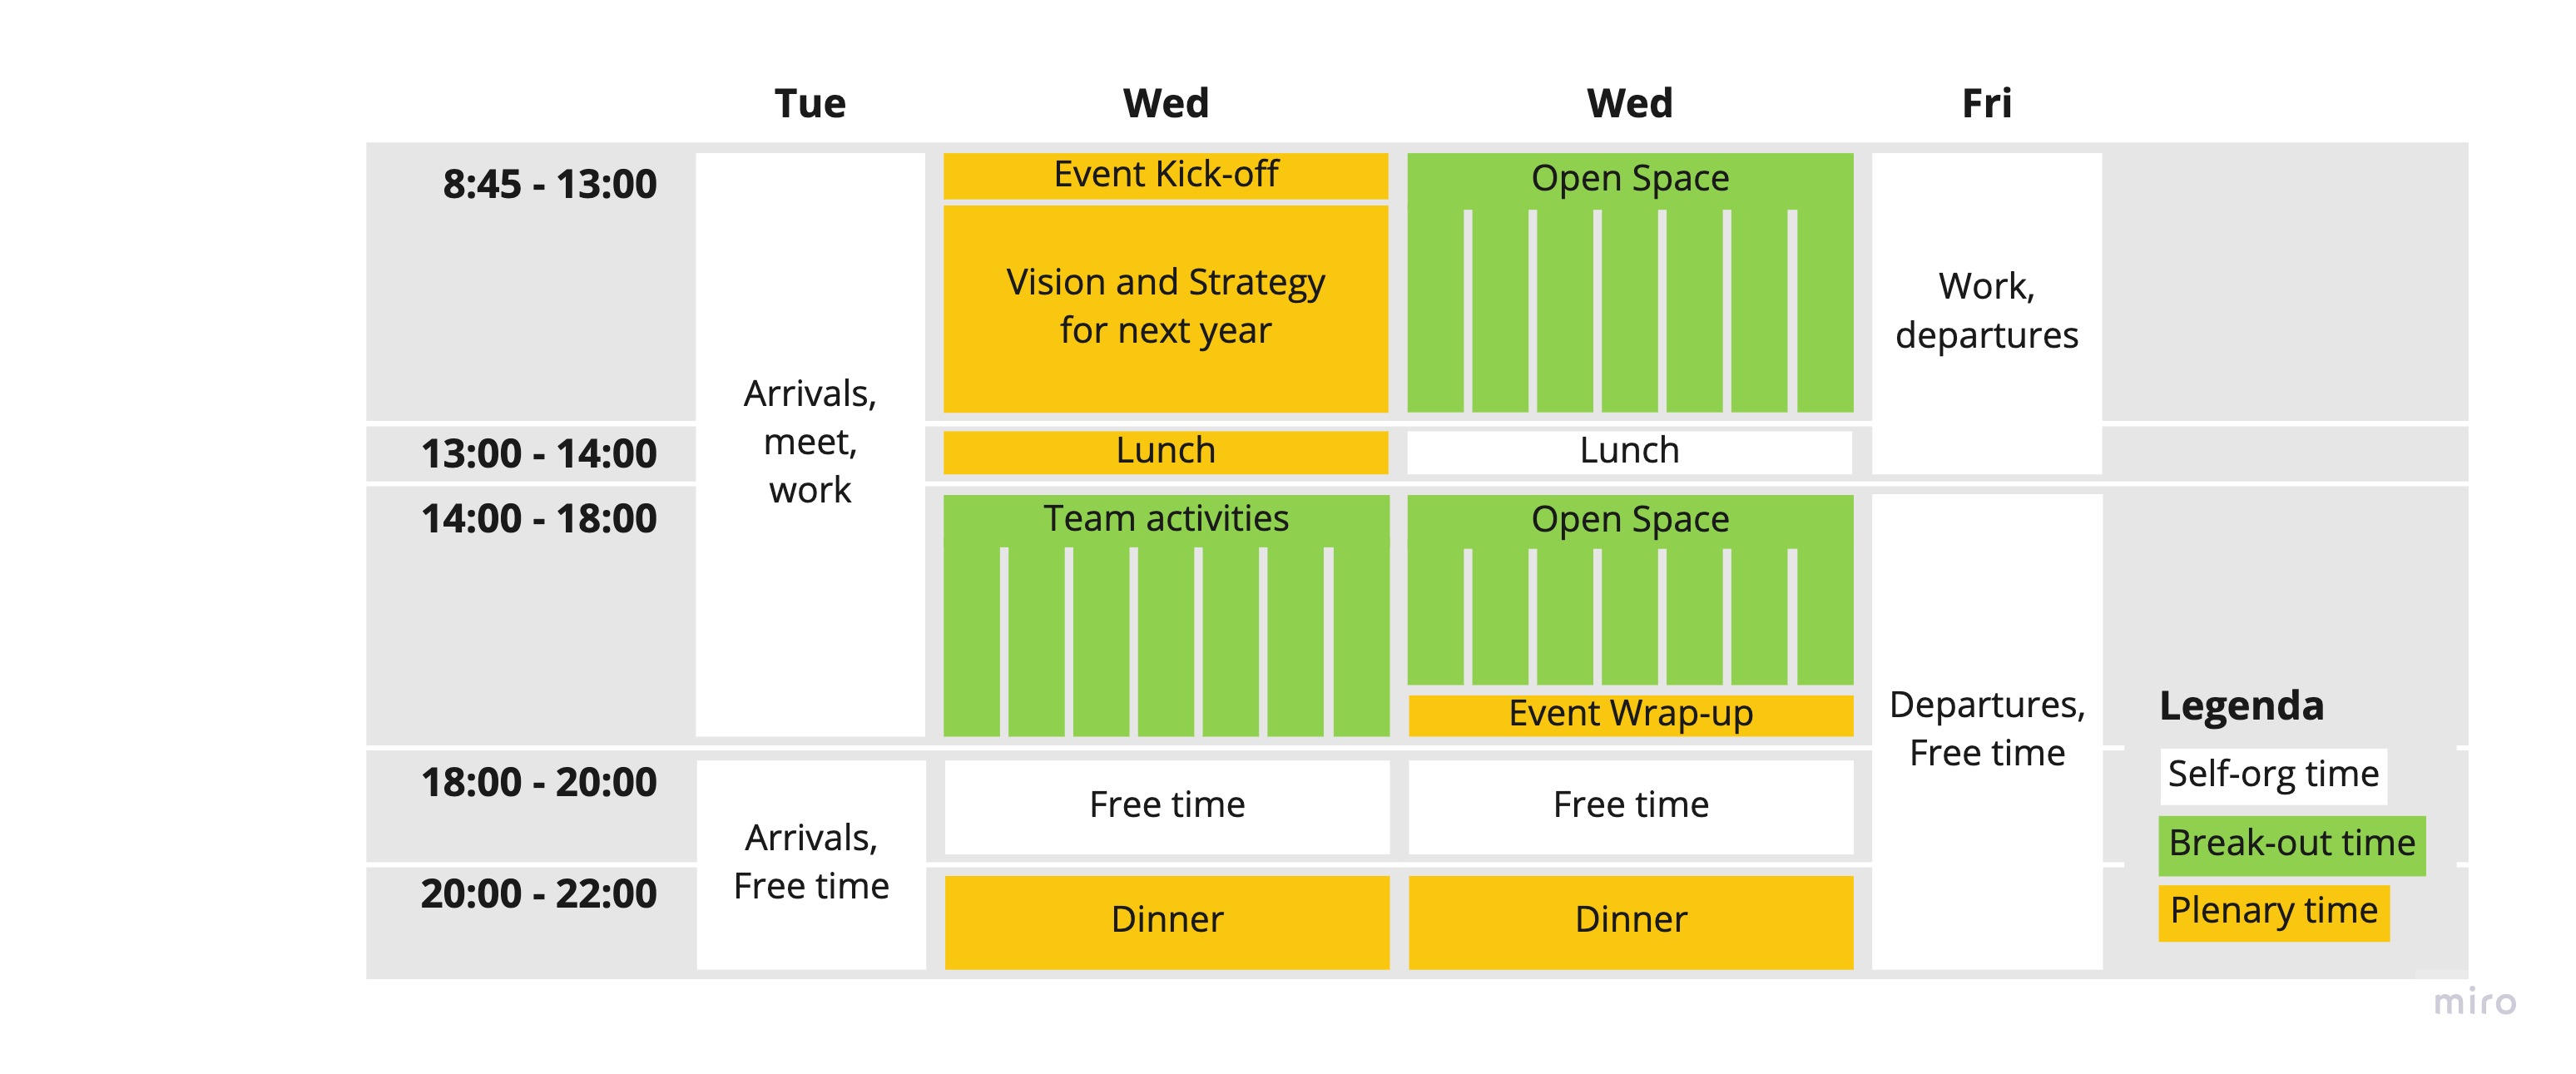 Tue Wed Wed Fri
8:45 - 13:00
Arrivals,
meet,
work
Event Kick-off
Vision and Strategy
for next year
Open Space
Work,
departures
13:00 - 14:00
Lunch
Lunch
14:00 - 18:00
Team activities
Open Space
Event Wrap-up
Departures,
Free time
18:00 - 20:00
Arrivals,
Free time
Free time
Free time
20:00 - 22:00
Dinner
Dinner
Legenda
Self-org time
Break-out time
Plenary time
miro